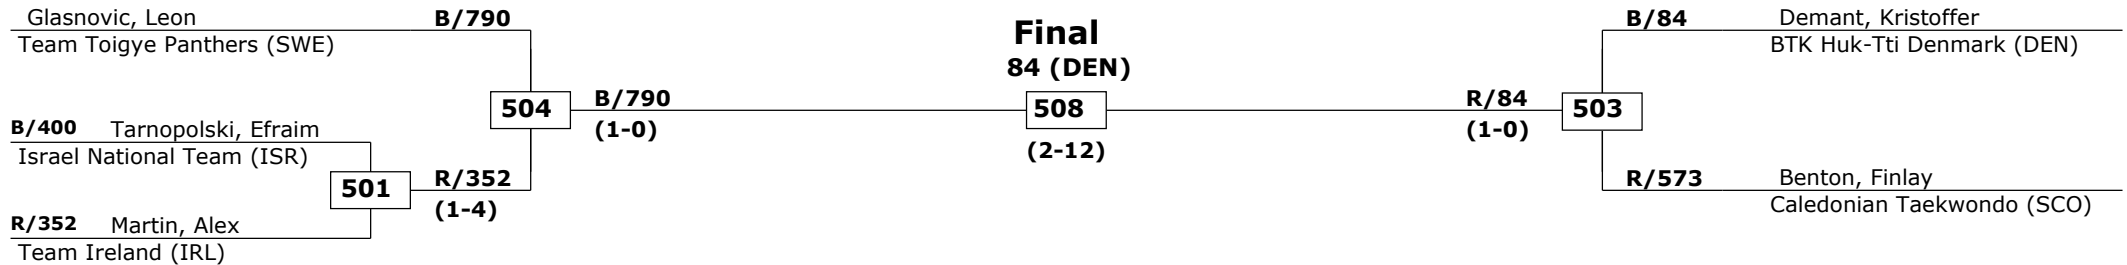 Glasnovic, Leon
B/790
Team Toigye Panthers (SWE)
B/400 Tarnopolski, Efraim
Israel National Team (ISR)
501
R/352 Martin, Alex
Team Ireland (IRL)
504
R/352
(1-4)
B/790
(1-0)
Final
84 (DEN)
508
(2-12)
R/84
(1-0)
503
B/84 Demant, Kristoffer
BTK Huk-Tti Denmark (DEN)
R/573 Benton, Finlay
Caledonian Taekwondo (SCO)